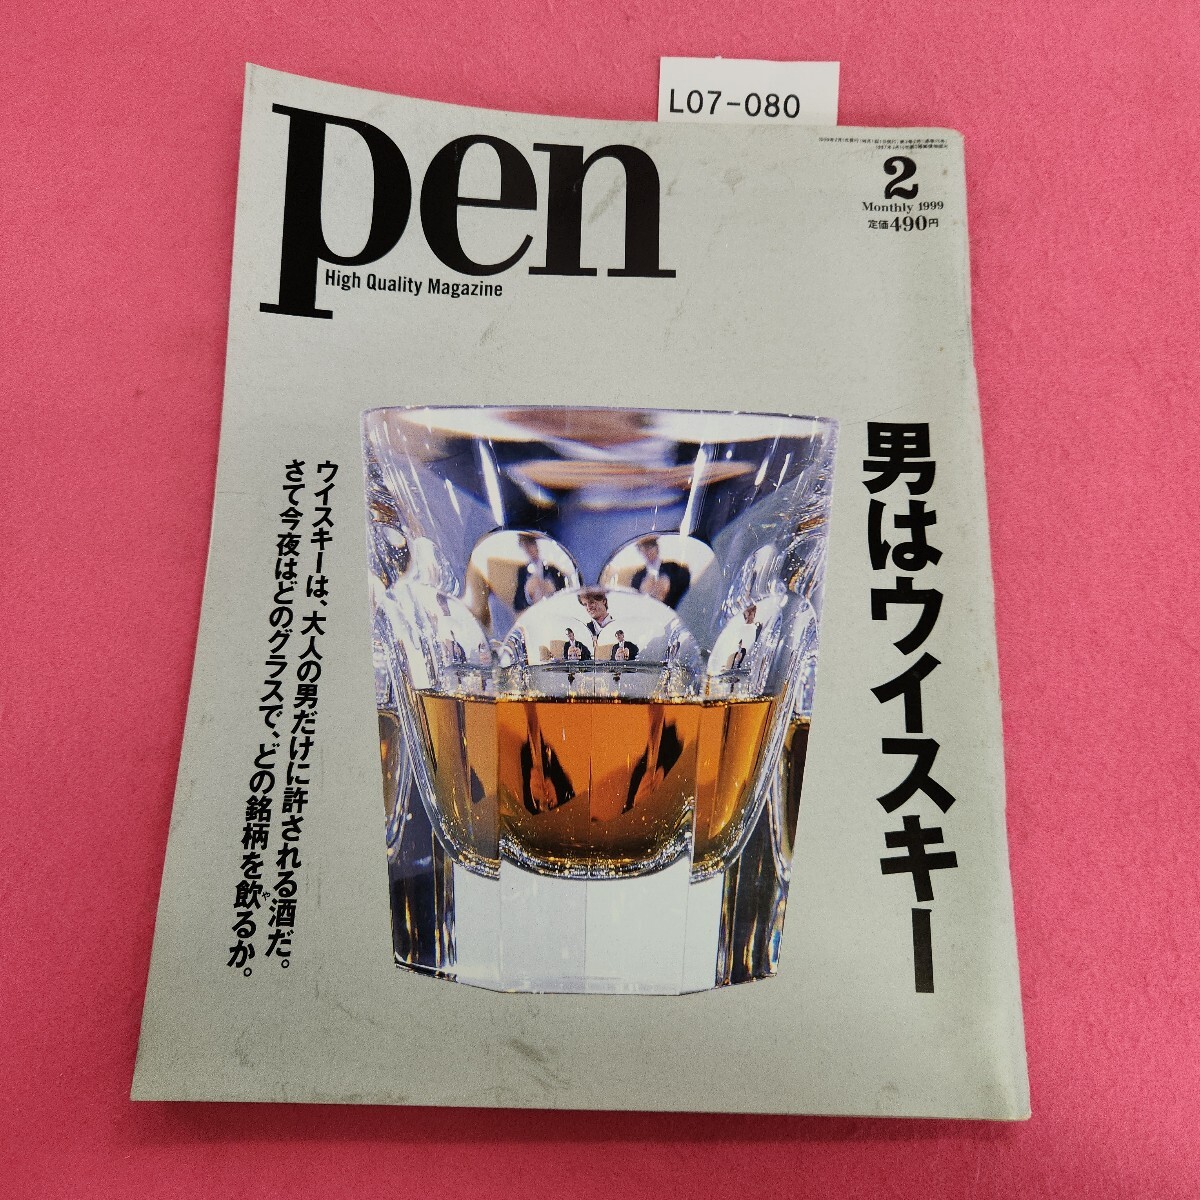 L07-080
pen
High Quality Magazine
2
Monthly 1999
定価490円
男はウイスキー
ウイスキーは、大人の男だけに許される酒だ。
さて今夜はどのグラスで、どの銘柄を飲るか。
や